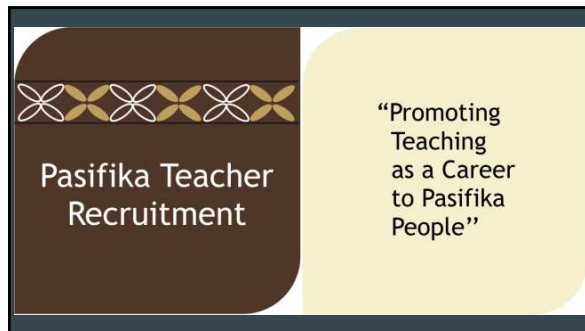 Pasifika Teacher
Recruitment
“Promoting
Teaching
as a Career
to Pasifika
People’’